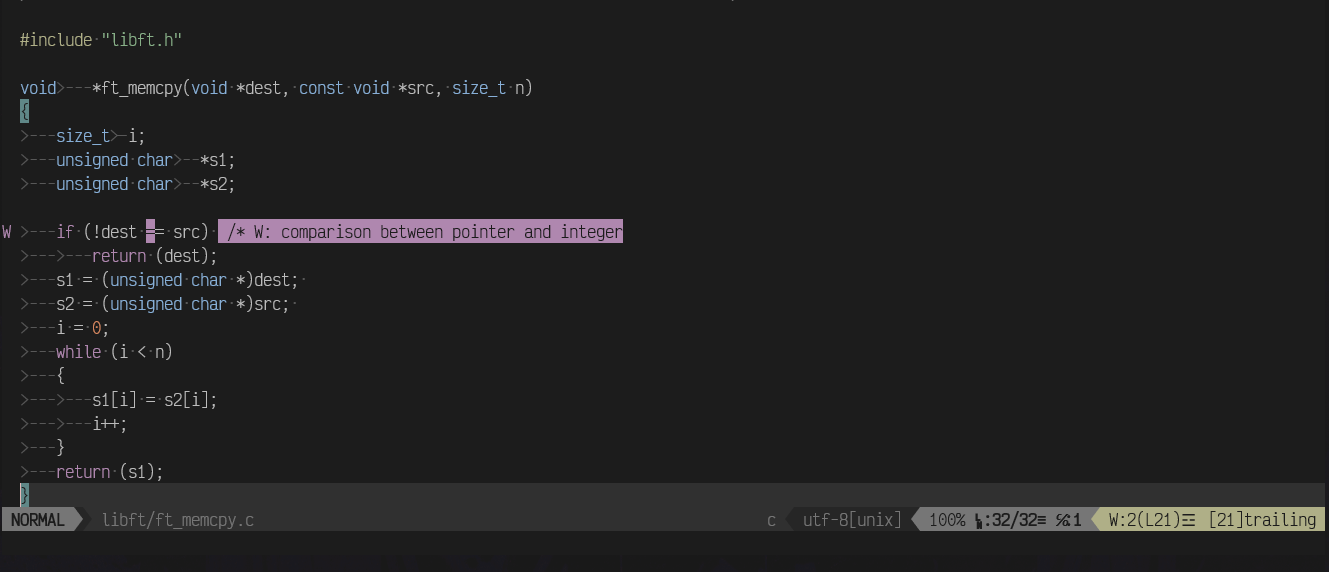 #include "libft.h"
void>---*ft_memcpy(void *dest, const void *src, size_t n)
{
>---size_t>-i;
>---unsigned char>--*s1;
>---unsigned char>--*s2;
W >---if (!dest == src) /* W: comparison between pointer and integer
>--->---return (dest);
>---s1 = (unsigned char *)dest;
>---s2 = (unsigned char *)src;
>---i = 0;
>---while (i < n)
>---{
>--->---s1[i] = s2[i];
>--->---i++;
>---}
>---return (s1);
}
NORMAL libft/ft_memcpy.c c utf-8[unix] 100% ㏑:32/32≡ ℅:1 W:2(L21)☲ [21]trailing